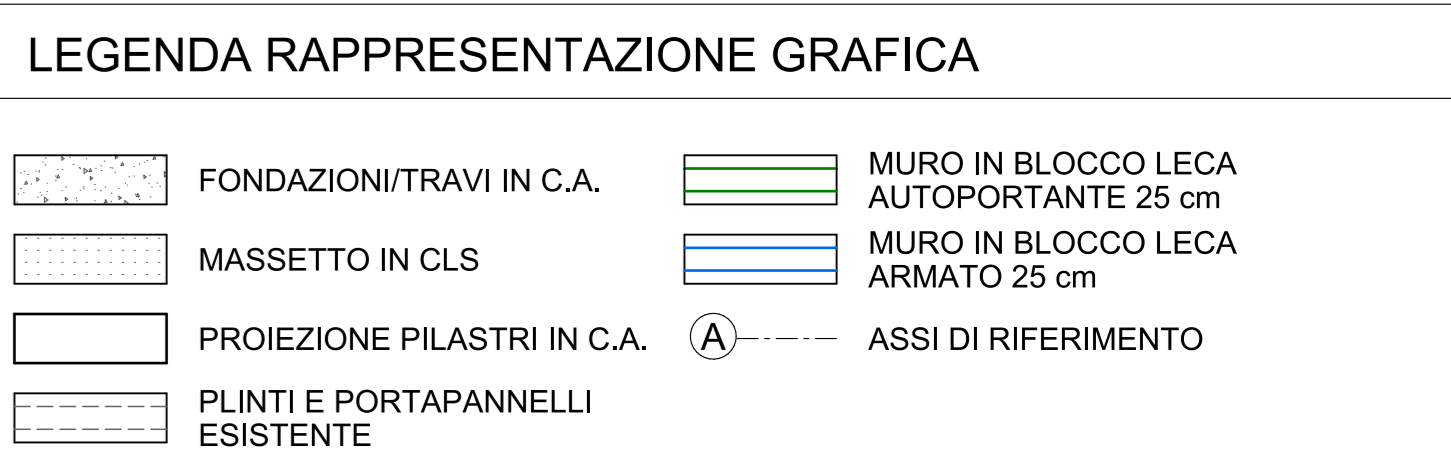 LEGENDA RAPPRESENTAZIONE GRAFICA
FONDAZIONI/TRAVI IN C.A.
MASSETTO IN CLS
PROIEZIONE PILASTRI IN C.A.
PLINTI E PORTAPANNELLI
ESISTENTE
MURO IN BLOCCO LECA
AUTOPORTANTE 25 cm
MURO IN BLOCCO LECA
ARMATO 25 cm
A ASSI DI RIFERIMENTO